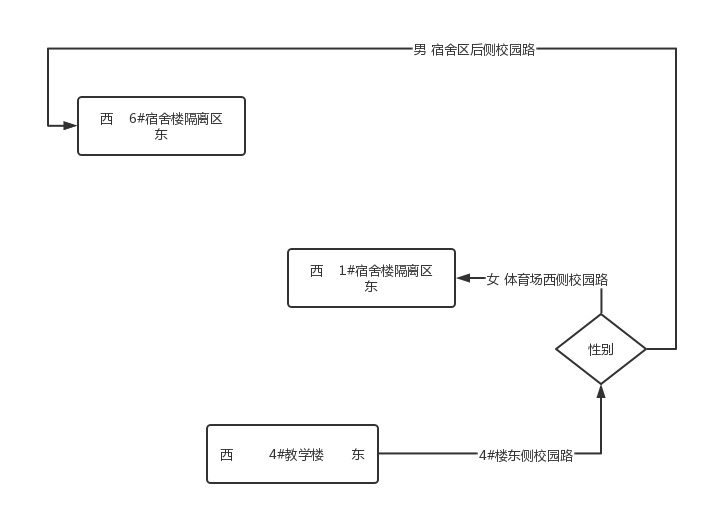 男 宿舍区后侧校园路
西 6#宿舍楼隔离区
东
西 1#宿舍楼隔离区
东
女 体育场西侧校园路
性别
西 4#教学楼 东
4#楼东侧校园路